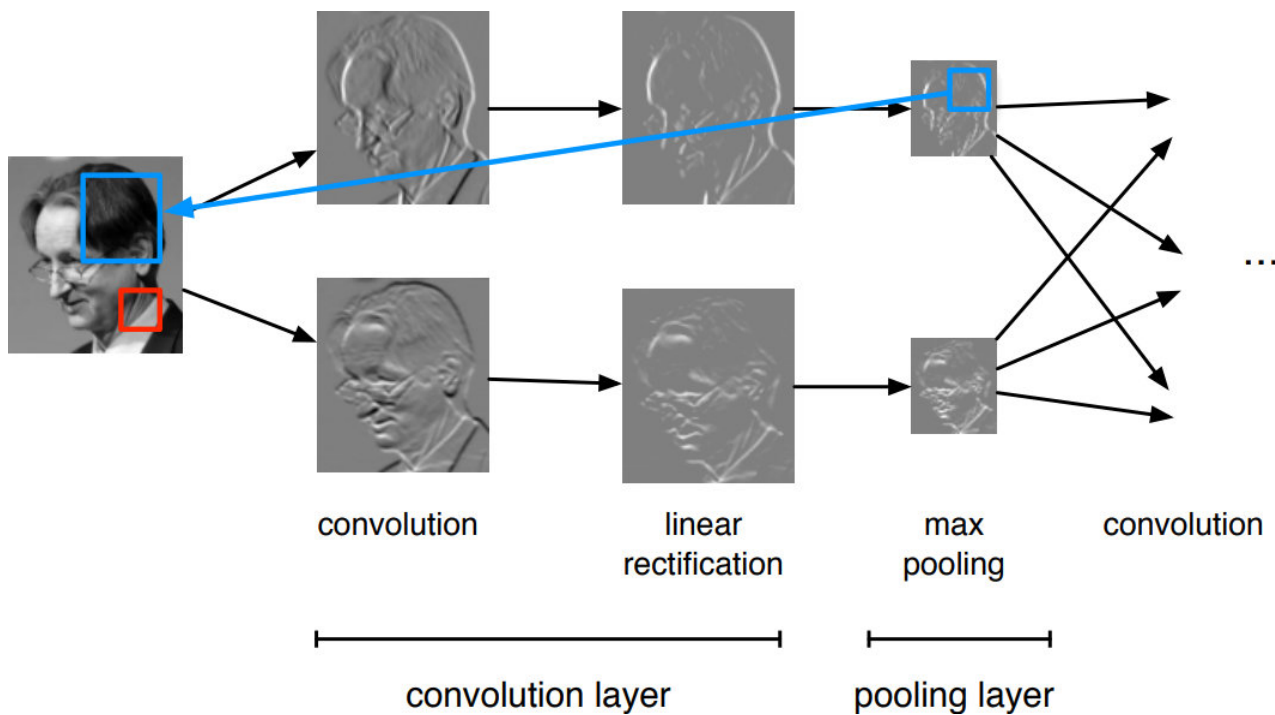 ...
convolution
linear
rectification
max
pooling
convolution
convolution layer
pooling layer